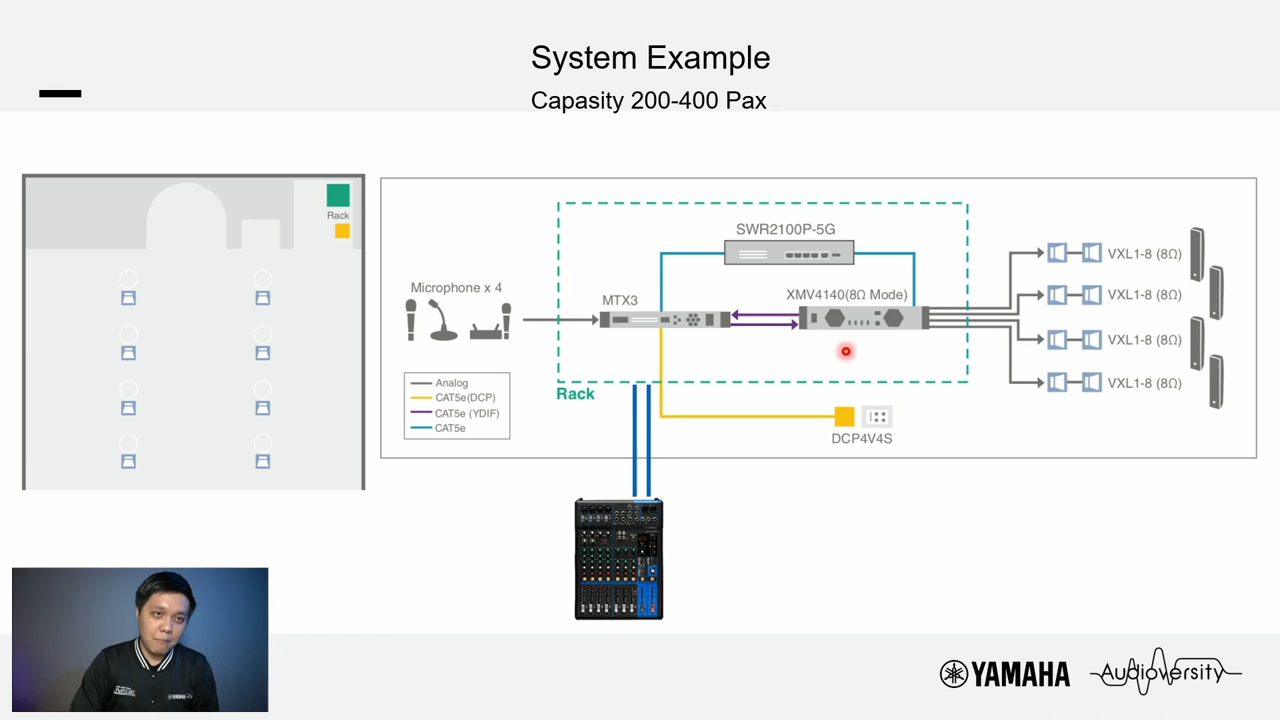 System Example
Capasity 200-400 Pax
Rack
SWR2100P-5G
Microphone x 4
MTX3
XMV4140(8Ω Mode)
VXL1-8 (8Ω)
VXL1-8 (8Ω)
VXL1-8 (8Ω)
VXL1-8 (8Ω)
Analog
CAT5e(DCP)
CAT5e (YDIF)
CAT5e
Rack
DCP4V4S
YAMAHA
Audioversity
YAMAHA